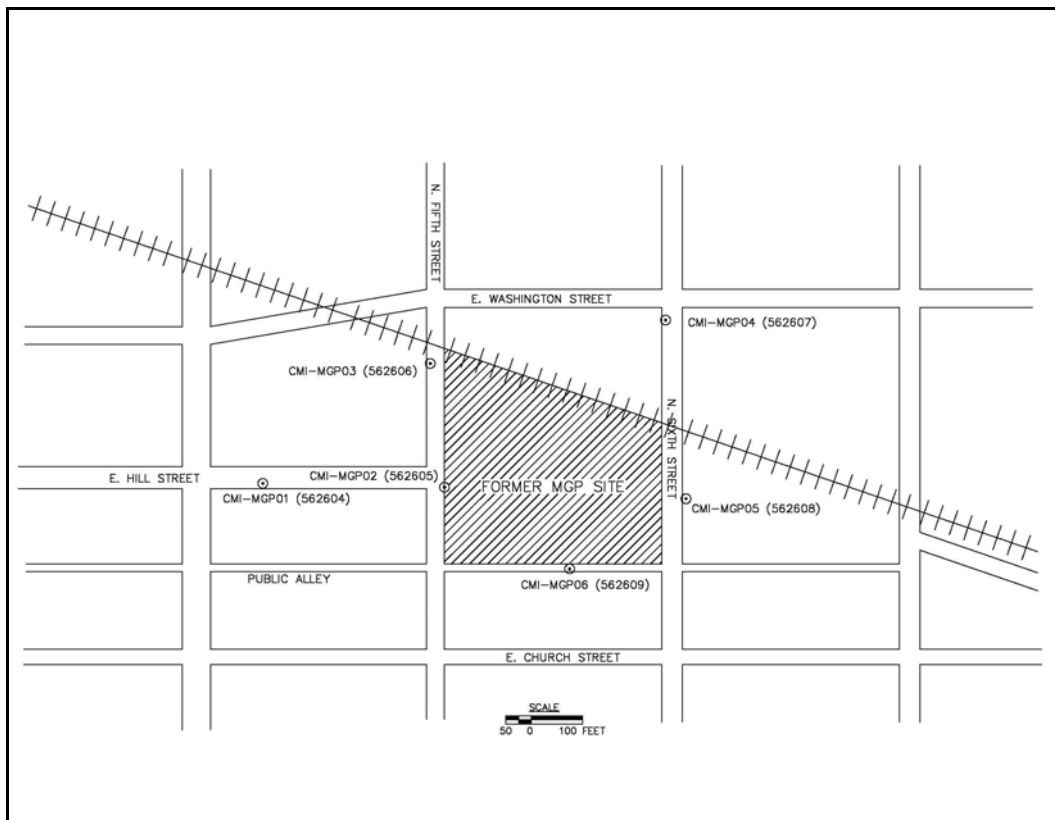 N. FIFTH STREET
E. WASHINGTON STREET
CMI-MGP04 (562607)
CMI-MGP03 (562606)
N. SIXTH STREET
E. HILL STREET
CMI-MGP02 (562605)
FORMER MGP SITE
CMI-MGP01 (562604)
CMI-MGP05 (562608)
PUBLIC ALLEY
CMI-MGP06 (562609)
E. CHURCH STREET
SCALE
50 0 100 FEET